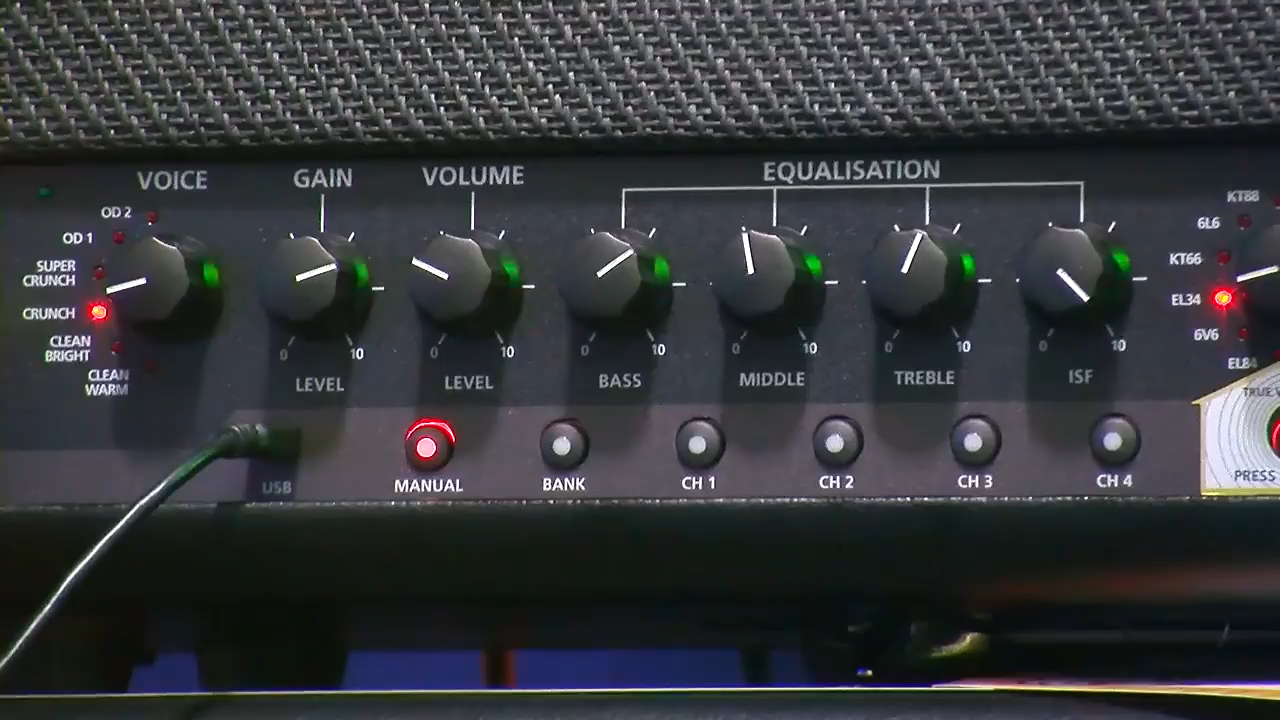 VOICE
GAIN
VOLUME
EQUALISATION
OD 2
OD 1
SUPER
CRUNCH
CRUNCH
CLEAN
BRIGHT
CLEAN
WARM
0 10
LEVEL
0 10
LEVEL
0 10
BASS
0 10
MIDDLE
0 10
TREBLE
0 10
ISF
KT88
6L6
KT66
EL34
6V6
EL84
USB
MANUAL
BANK
CH 1
CH 2
CH 3
CH 4
TRUE
PRESS